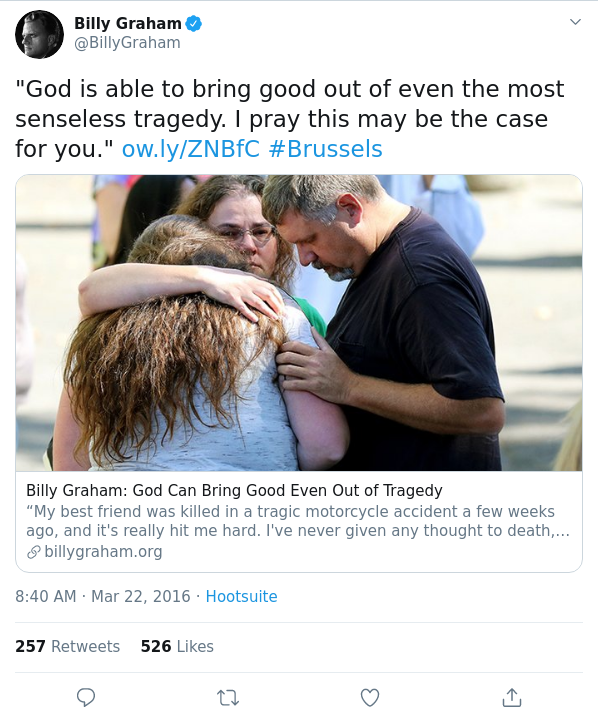 Billy Graham
@BillyGraham
"God is able to bring good out of even the most
senseless tragedy. I pray this may be the case
for you." ow.ly/ZNBfC #Brussels
Billy Graham: God Can Bring Good Even Out of Tragedy
“My best friend was killed in a tragic motorcycle accident a few weeks
ago, and it's really hit me hard. I've never given any thought to death,...
billygraham.org
8:40 AM · Mar 22, 2016 · Hootsuite
257 Retweets 526 Likes